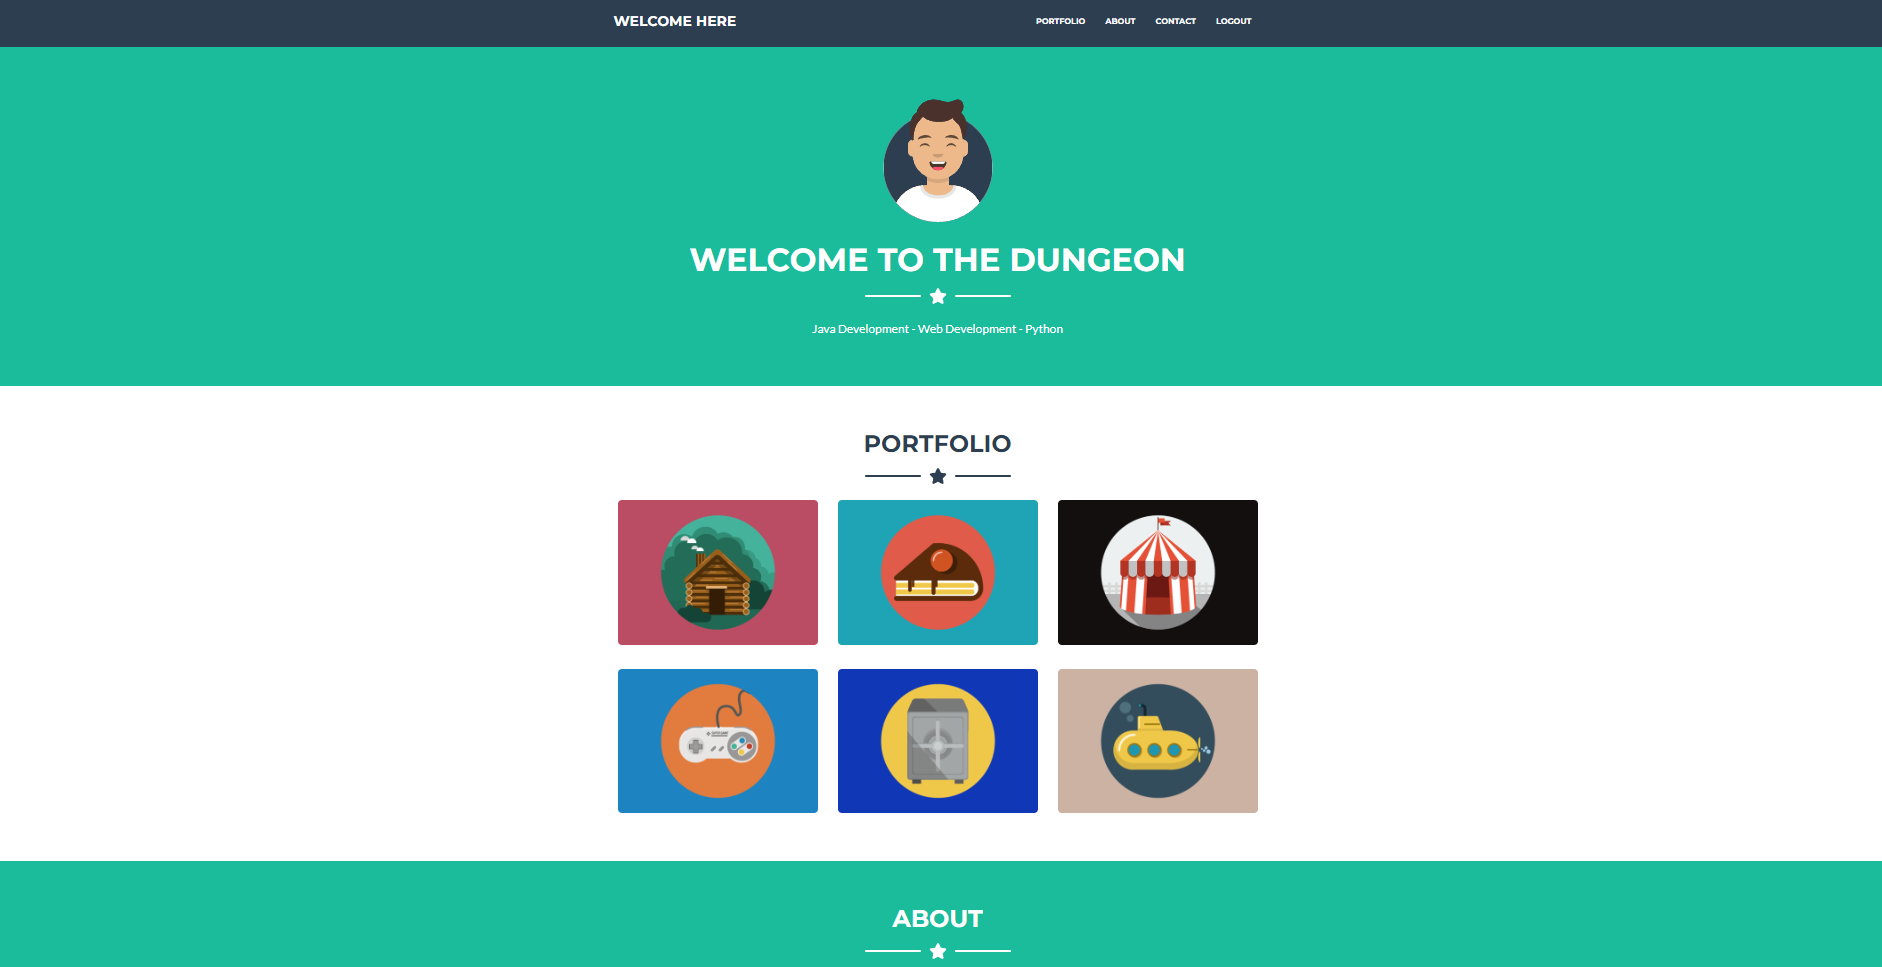 WELCOME HERE
PORTFOLIO ABOUT CONTACT LOGOUT
WELCOME TO THE DUNGEON
Java Development - Web Development - Python
PORTFOLIO
ABOUT